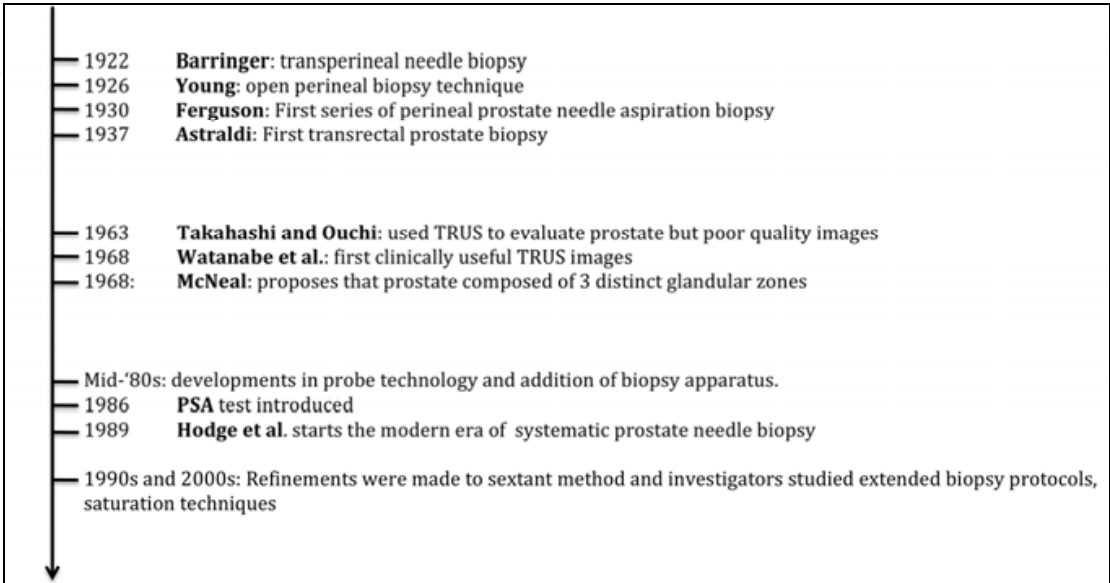 1922 Barringer: transperineal needle biopsy
1926 Young: open perineal biopsy technique
1930 Ferguson: First series of perineal prostate needle aspiration biopsy
1937 Astraldi: First transrectal prostate biopsy
1963 Takahashi and Ouchi: used TRUS to evaluate prostate but poor quality images
1968 Watanabe et al.: first clinically useful TRUS images
1968: McNeal: proposes that prostate composed of 3 distinct glandular zones
Mid-‘80s: developments in probe technology and addition of biopsy apparatus.
1986 PSA test introduced
1989 Hodge et al. starts the modern era of systematic prostate needle biopsy
1990s and 2000s: Refinements were made to sextant method and investigators studied extended biopsy protocols,
saturation techniques